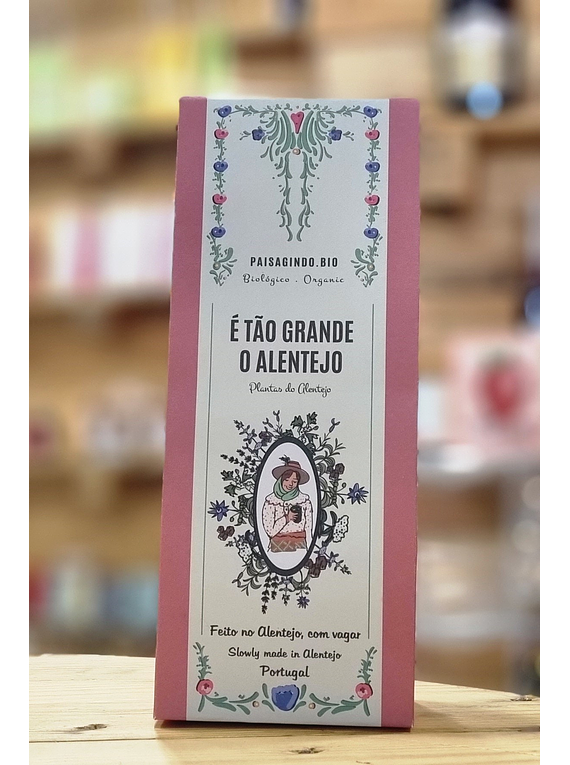 PAISAGINDO.BIO
Biológico . Organic
É TÃO GRANDE
O ALENTEJO
Plantas do Alentejo
Feito no Alentejo, com vagar
Slowly made in Alentejo
Portugal